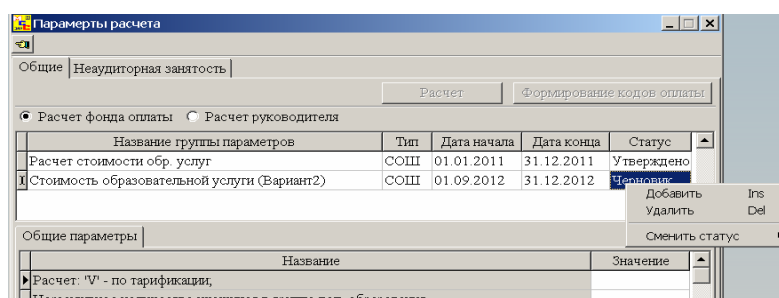 Парамерты расчета
Общие Неаудиторная занятость
Расчет Формирование кодов оплаты
Расчет фонда оплаты Расчет руководителя
Название группы параметров Тип Дата начала Дата конца Статус
Расчет стоимости обр. услуг СОШ 01.01.2011 31.12.2011 Утверждено
Стоимость образовательной услуги (Вариант2) СОШ 01.09.2012 31.12.2012 Черновик
Добавить Ins
Удалить Del
Сменить статус
Общие параметры
Название Значение
Расчет: 'V' - по тарификации;